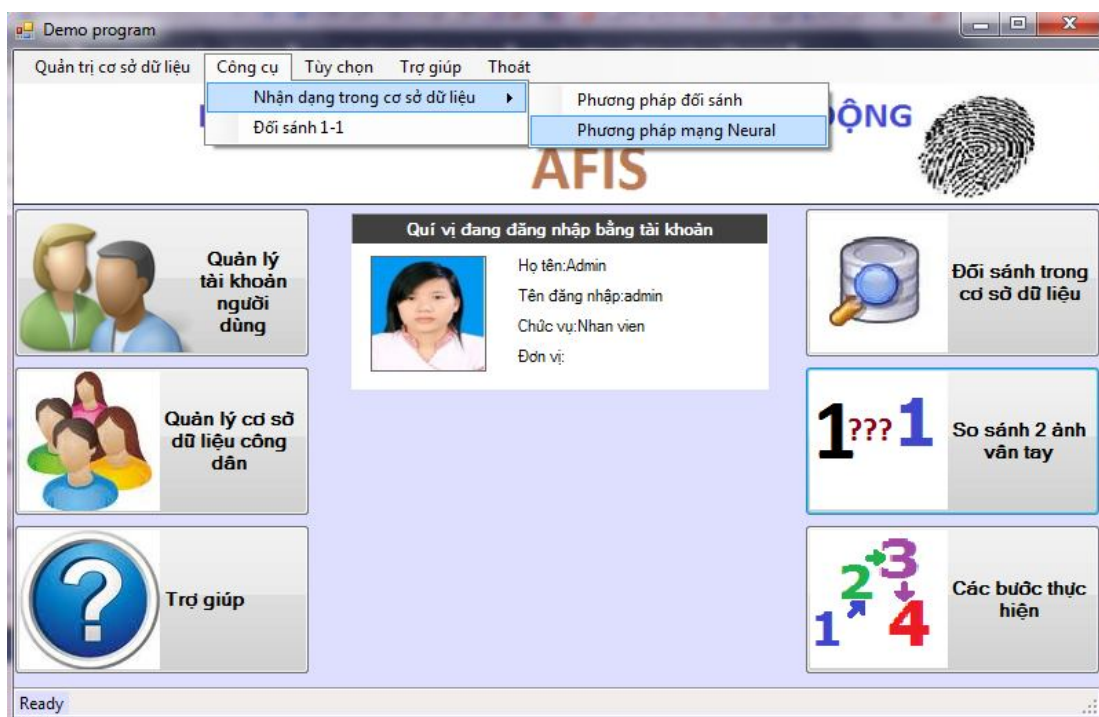 Demo program
Quản trị cơ sở dữ liệu
Công cụ
Tùy chọn
Trợ giúp
Thoát
Nhận dạng trong cơ sở dữ liệu
Đối sánh 1-1
Phương pháp đối sánh
Phương pháp mạng Neural
ỘNG
AFIS
Quản lý
tài khoản
người
dùng
Quản lý cơ sở
dữ liệu công
dân
Trợ giúp
Quí vị đang đăng nhập bằng tài khoản
Họ tên:Admin
Tên đăng nhập:admin
Chức vụ:Nhan vien
Đơn vị:
Đối sánh trong
cơ sở dữ liệu
1???1
So sánh 2 ảnh
vân tay
1 2 3 4
Các bước thực
hiện
Ready